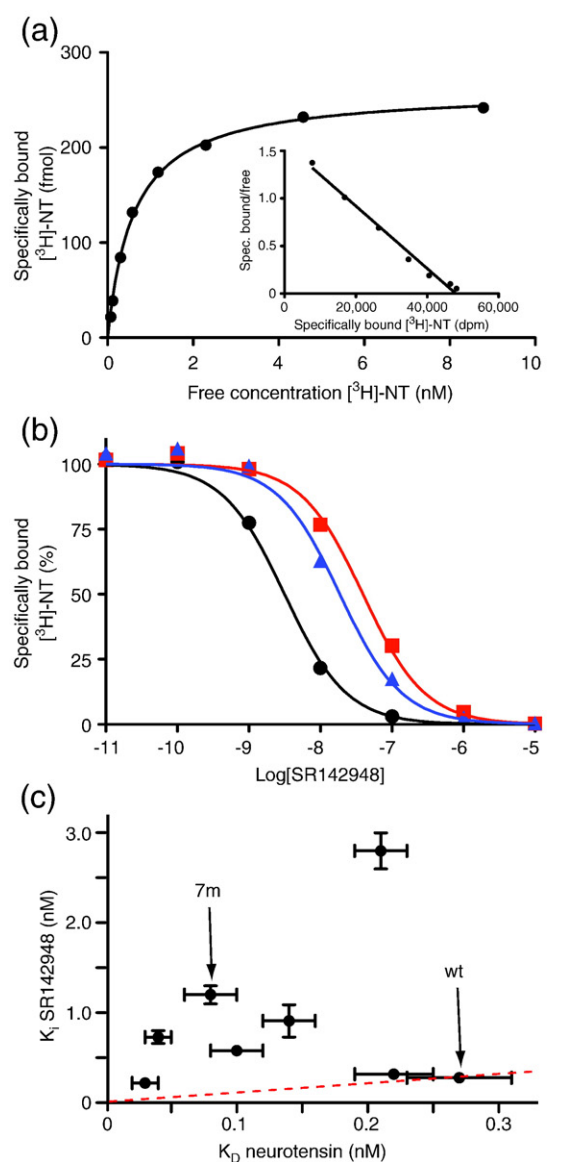 (a)
300
200
100
0
Specifically bound
[³H]-NT (fmol)
0
2
4
6
8
10
Free concentration [³H]-NT (nM)
1.5
1.0
0.5
0
Spec. bound/free
0
20,000
40,000
60,000
Specifically bound [³H]-NT (dpm)
(b)
100
75
50
25
0
Specifically bound
[³H]-NT (%)
-11
-10
-9
-8
-7
-6
-5
Log[SR142948]
(c)
3.0
2.0
1.0
0
Kᵢ SR142948 (nM)
7m
wt
0
0.1
0.2
0.3
K_D neurotensin (nM)